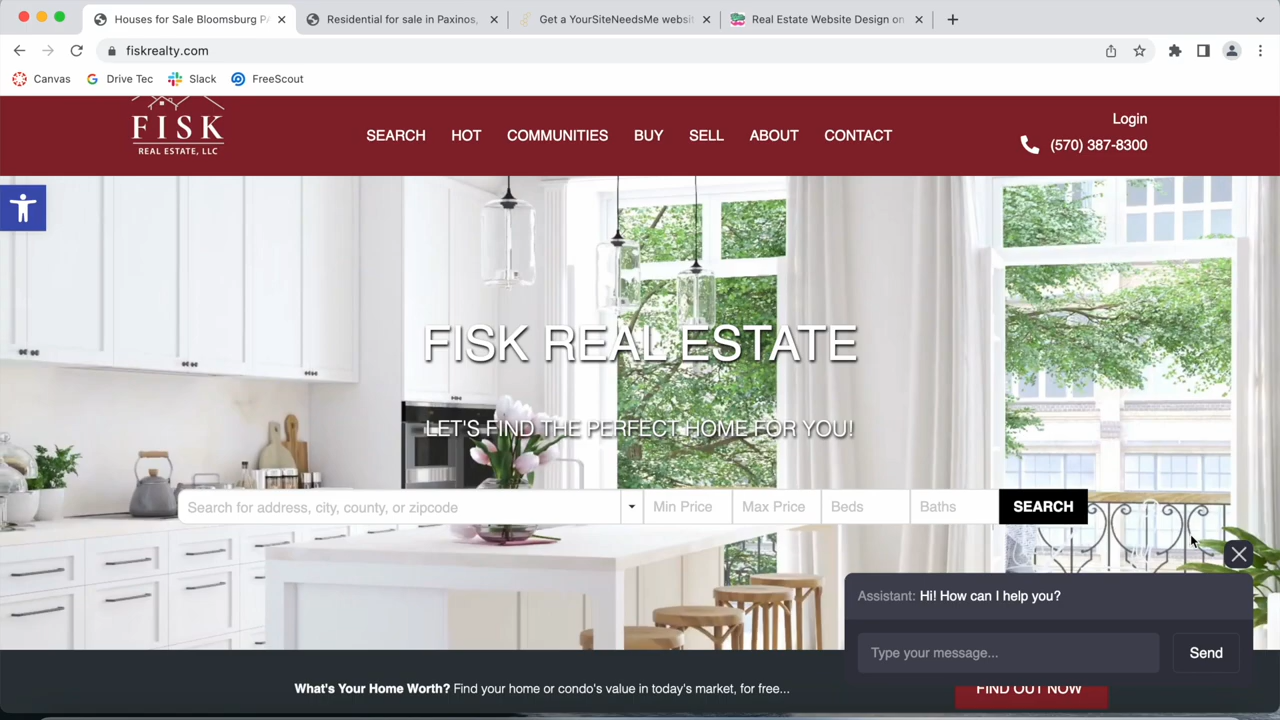 Houses for Sale Bloomsburg PA
Residential for sale in Paxinos,
Get a YourSiteNeedsMe websit
Real Estate Website Design on
fiskrealty.com
Canvas
Drive Tec
Slack
FreeScout
FISK
REAL ESTATE, LLC
SEARCH
HOT
COMMUNITIES
BUY
SELL
ABOUT
CONTACT
Login
(570) 387-8300
FISK REAL ESTATE
LET'S FIND THE PERFECT HOME FOR YOU!
Search for address, city, county, or zipcode
Min Price
Max Price
Beds
Baths
SEARCH
Assistant: Hi! How can I help you?
Type your message...
Send
What's Your Home Worth? Find your home or condo's value in today's market, for free...
FIND OUT NOW